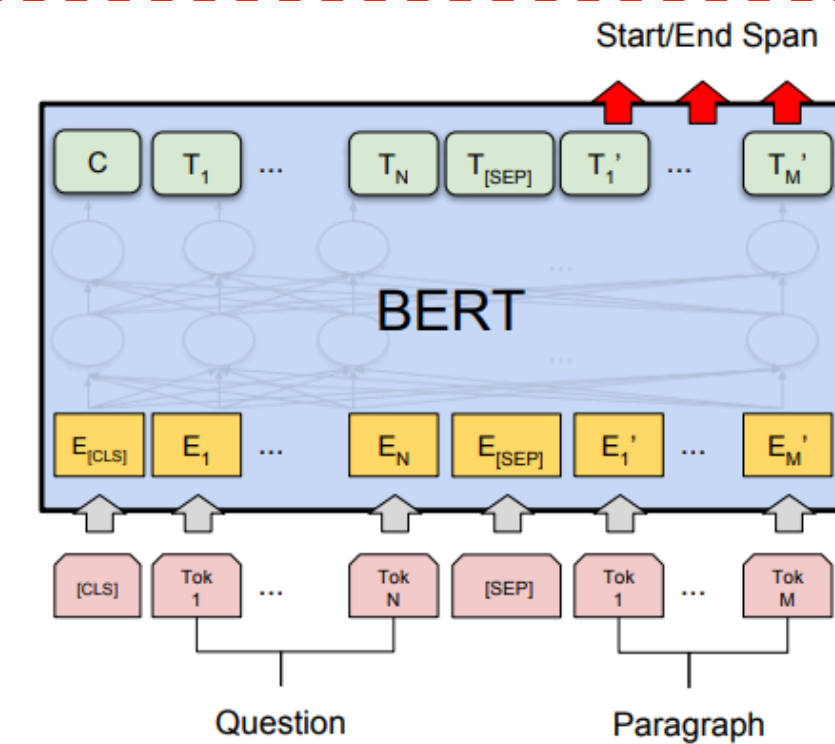 Start/End Span
C T1 ... TN T[SEP] T1’ ... TM’
...
BERT
...
E[CLS] E1 ... EN E[SEP] E1’ ... EM’
[CLS] Tok 1 ... Tok N [SEP] Tok 1 ... Tok M
Question Paragraph